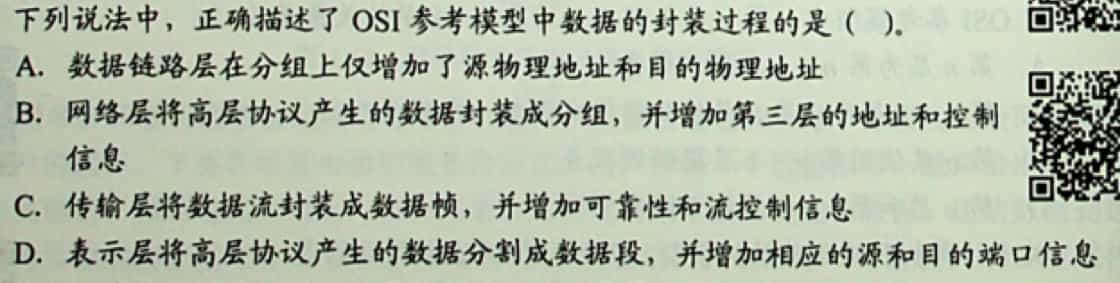 下列说法中，正确描述了 OSI 参考模型中数据的封装过程的是（ ）。
A. 数据链路层在分组上仅增加了源物理地址和目的物理地址
B. 网络层将高层协议产生的数据封装成分组，并增加第三层的地址和控制
信息
C. 传输层将数据流封装成数据帧，并增加可靠性和流控制信息
D. 表示层将高层协议产生的数据分割成数据段，并增加相应的源和目的端口信息